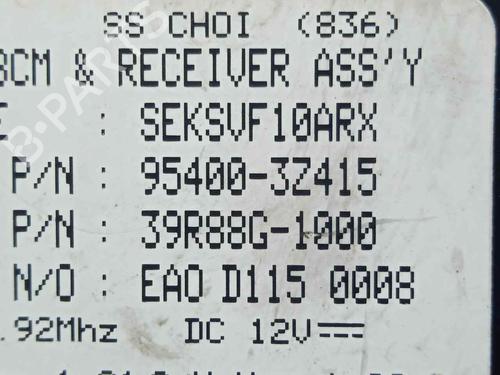 SS CHOI (836)
BCM & RECEIVER ASS'Y
E : SEKSVF10ARX
P/N : 95400-3Z415
P/N : 39R88G-1000
N/O : EAO D115 0008
.92Mhz DC 12V
B-PARTS